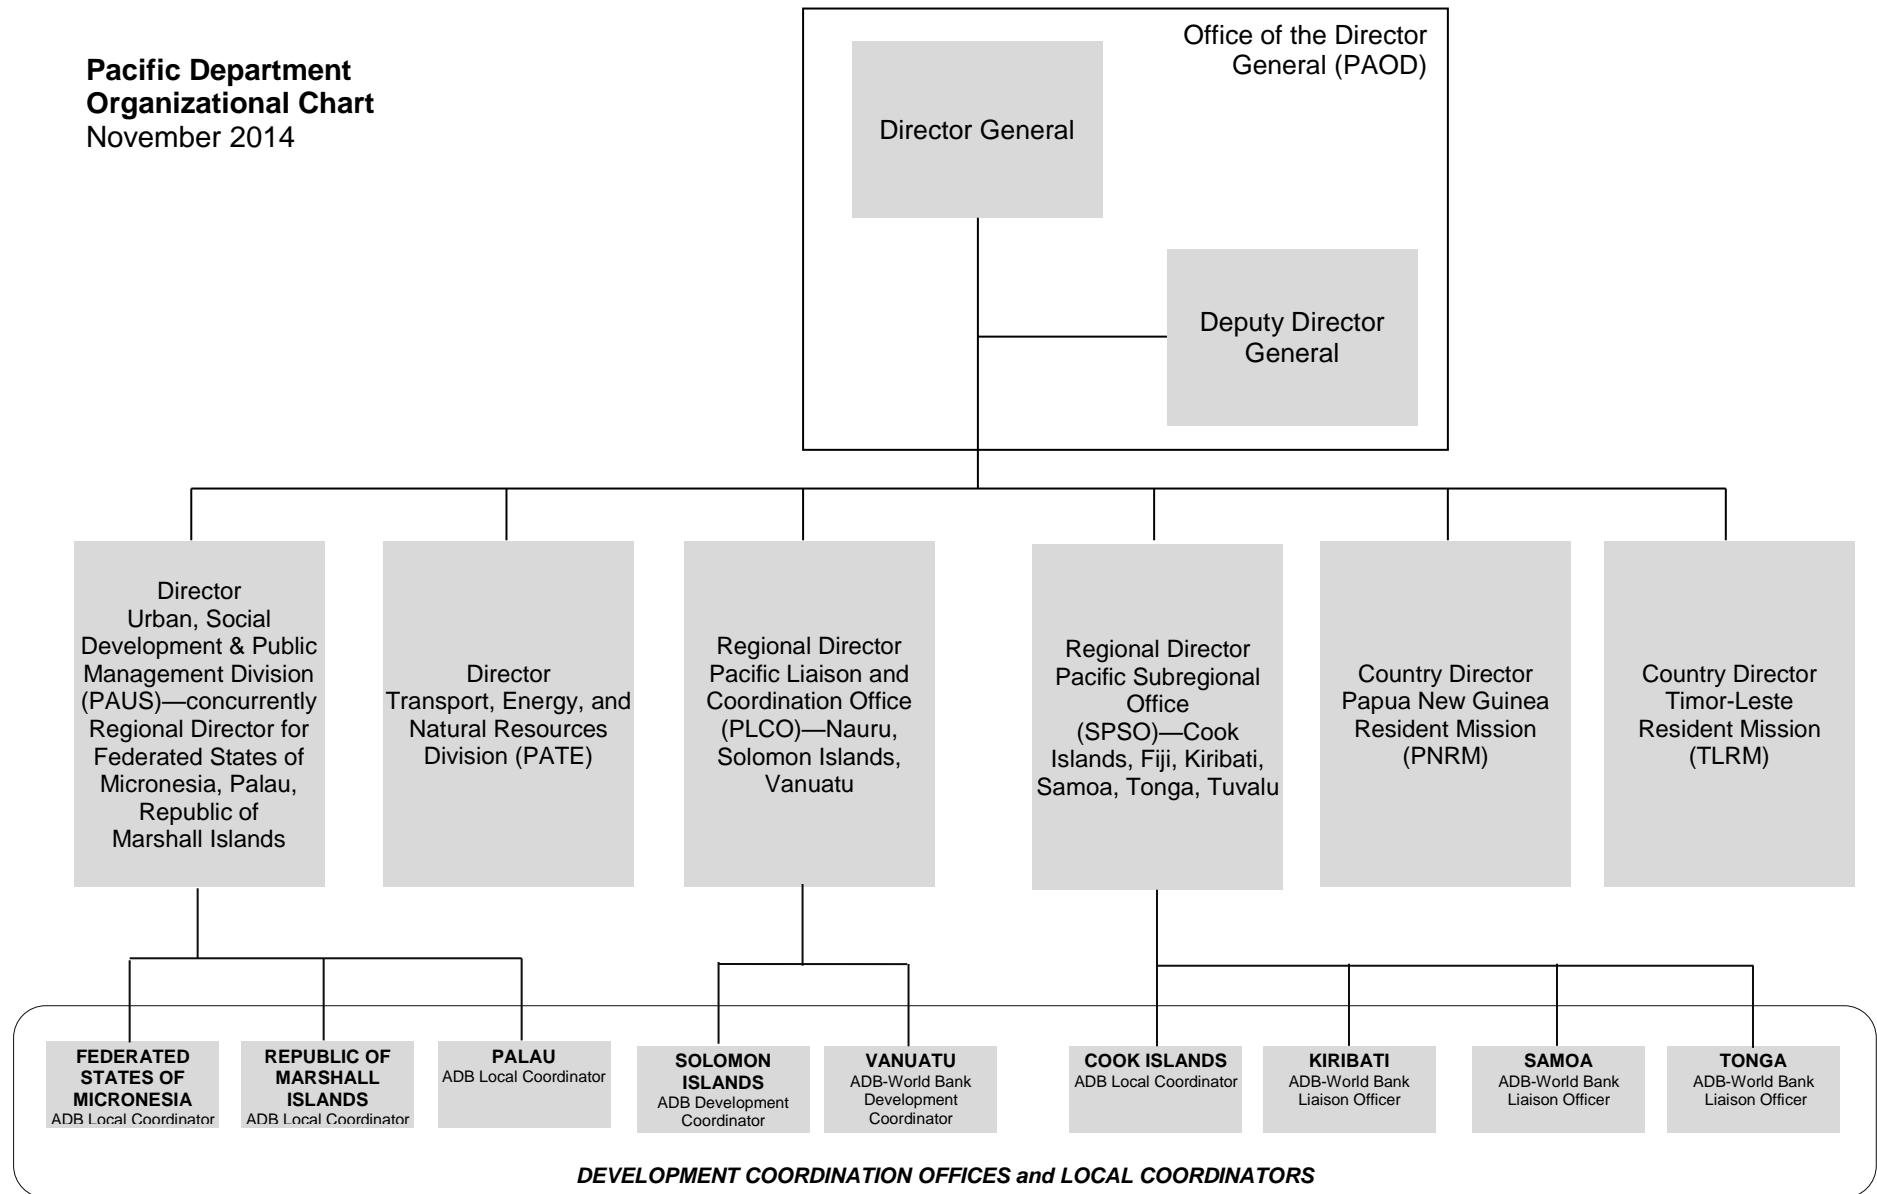 Pacific Department
Organizational Chart
November 2014
Office of the Director
General (PAOD)
Director General
Deputy Director
General
Director
Urban, Social
Development & Public
Management Division
(PAUS)—concurrently
Regional Director for
Federated States of
Micronesia, Palau,
Republic of
Marshall Islands
Director
Transport, Energy, and
Natural Resources
Division (PATE)
Regional Director
Pacific Liaison and
Coordination Office
(PLCO)—Nauru,
Solomon Islands,
Vanuatu
Regional Director
Pacific Subregional
Office
(SPSO)—Cook
Islands, Fiji, Kiribati,
Samoa, Tonga, Tuvalu
Country Director
Papua New Guinea
Resident Mission
(PNRM)
Country Director
Timor-Leste
Resident Mission
(TLRM)
FEDERATED
STATES OF
MICRONESIA
ADB Local Coordinator
REPUBLIC OF
MARSHALL
ISLANDS
ADB Local Coordinator
PALAU
ADB Local Coordinator
SOLOMON
ISLANDS
ADB Development
Coordinator
VANUATU
ADB-World Bank
Development
Coordinator
COOK ISLANDS
ADB Local Coordinator
KIRIBATI
ADB-World Bank
Liaison Officer
SAMOA
ADB-World Bank
Liaison Officer
TONGA
ADB-World Bank
Liaison Officer
DEVELOPMENT COORDINATION OFFICES and LOCAL COORDINATORS